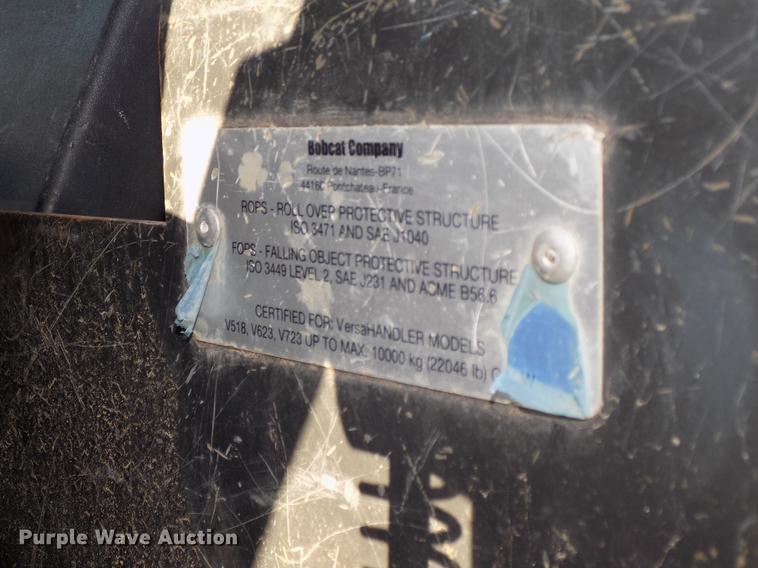 Bobcat Company
Route de Nantes-BP71
44160 Pontchateau-France
ROPS - ROLL OVER PROTECTIVE STRUCTURE
ISO 3471 AND SAE J1040
FOPS - FALLING OBJECT PROTECTIVE STRUCTURE
ISO 3449 LEVEL 2, SAE J231 AND ASME B56.6
CERTIFIED FOR: VersaHANDLER MODELS
V518, V623, V723 UP TO MAX. 10000 kg (22046 lb)
Purple Wave Auction